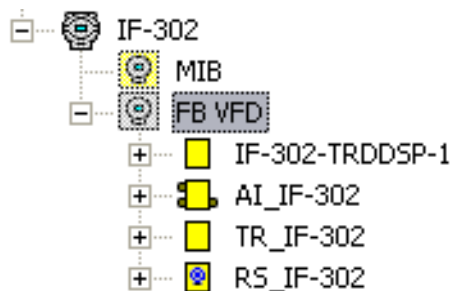 IF-302
MIB
FB VFD
IF-302-TRDDSP-1
AI_IF-302
TR_IF-302
RS_IF-302